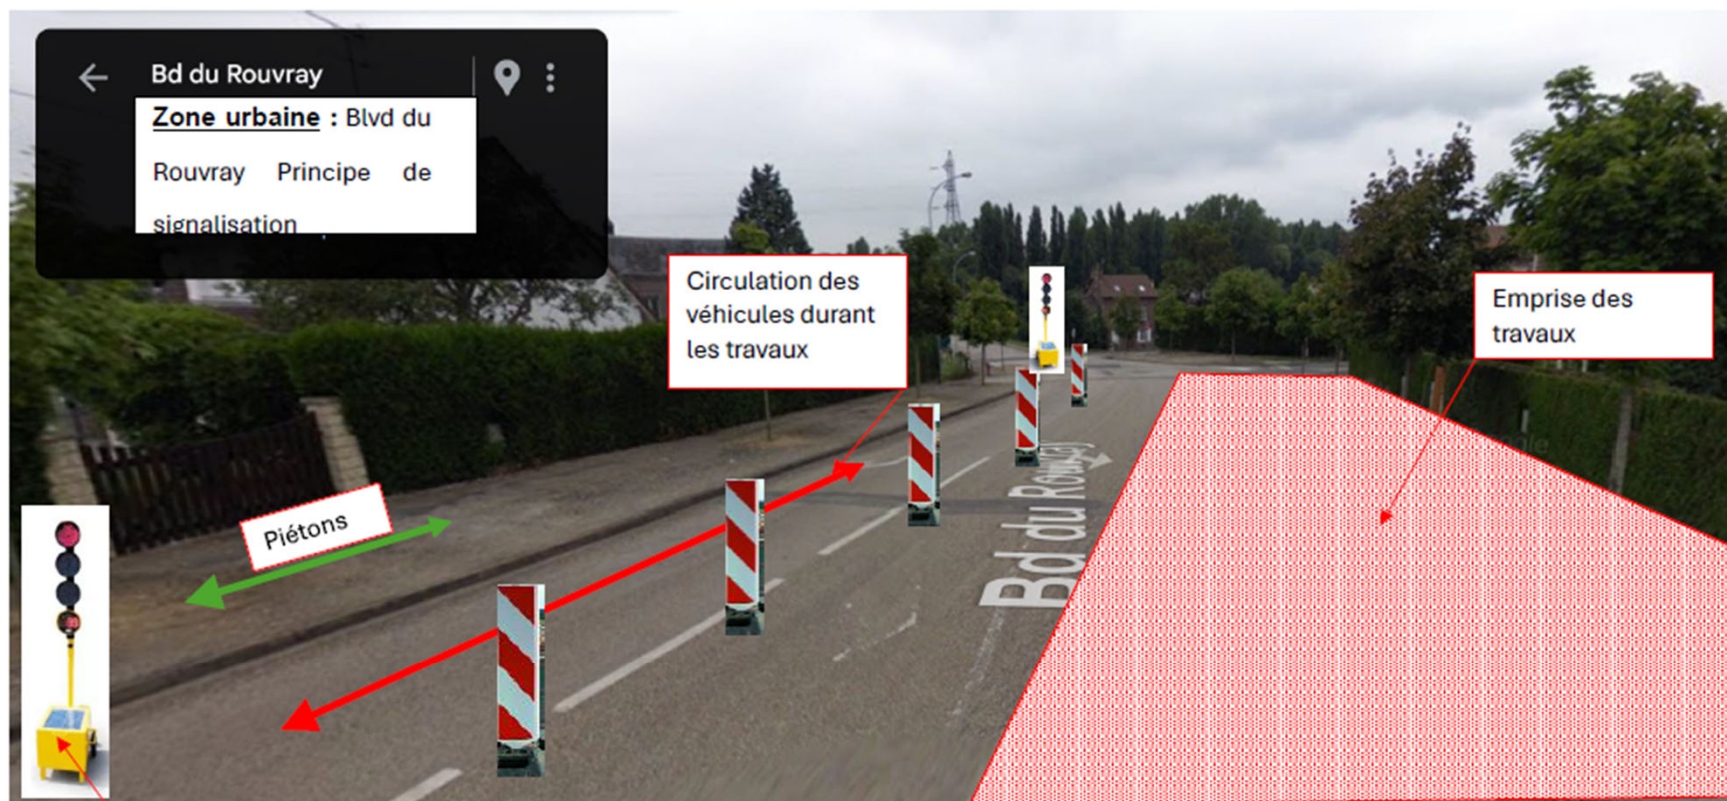 Bd du Rouvray
Zone urbaine : Blvd du
Rouvray Principe de
signalisation
Circulation des
véhicules durant
les travaux
Emprise des
travaux
Piétons
Bd du Rouvray